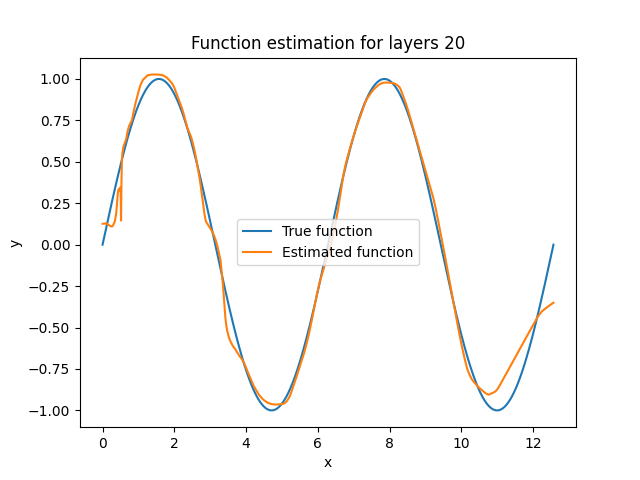 Function estimation for layers 20
1.00
0.75
0.50
0.25
0.00
−0.25
−0.50
−0.75
−1.00
y
True function
Estimated function
0 2 4 6 8 10 12
x